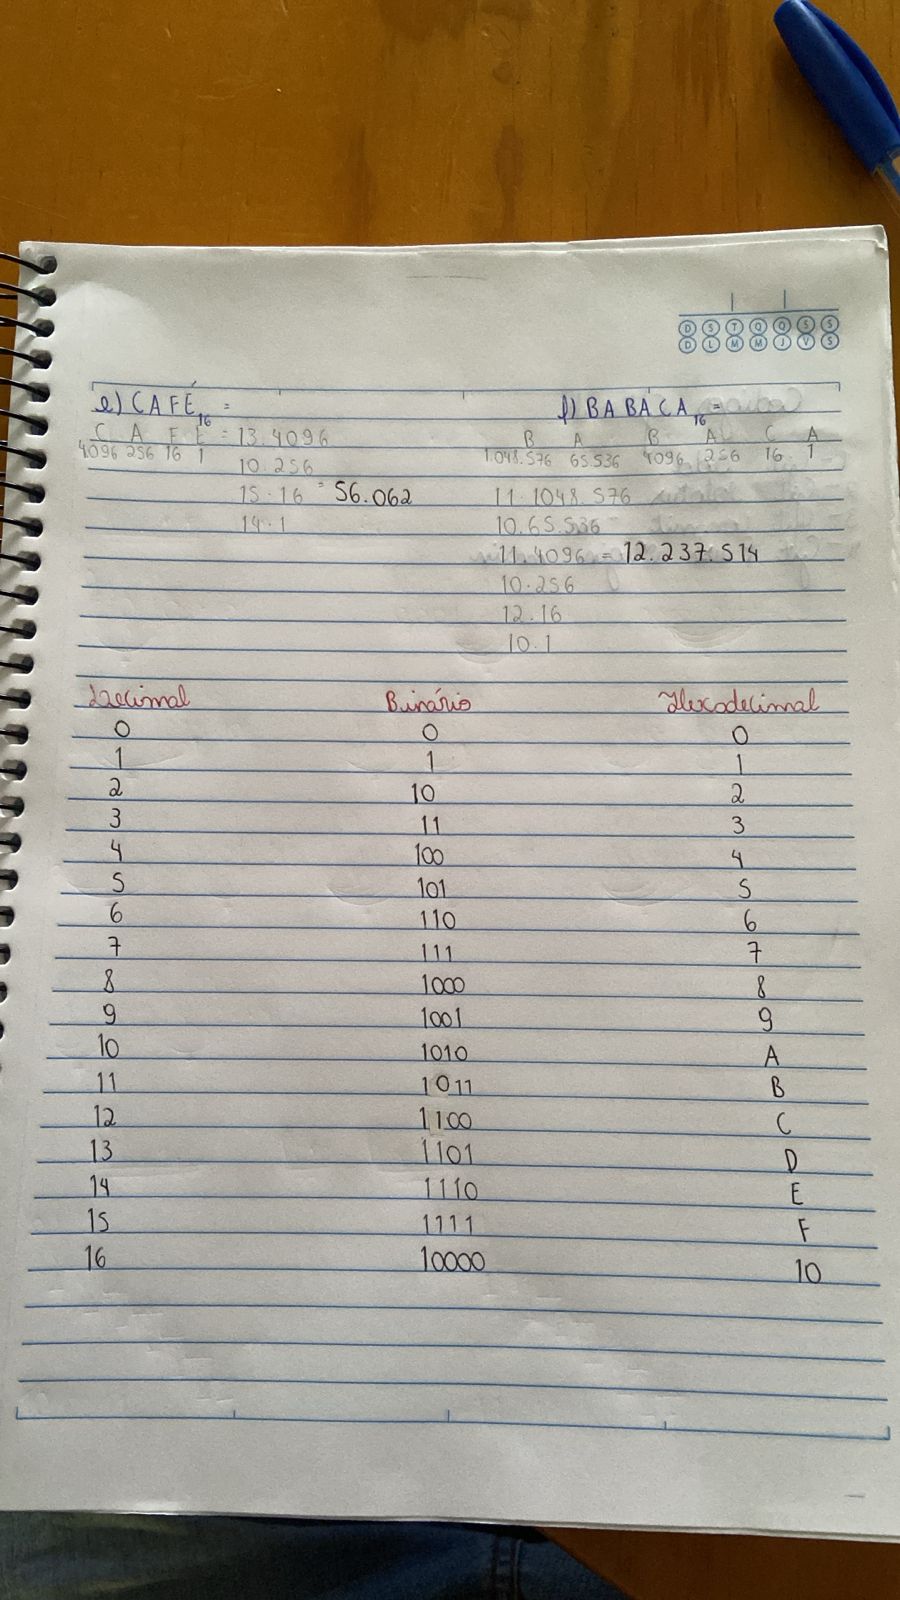 D S T Q Q S S
D L M M J V S
e) CAFÉ₁₆ =
C A F E = 13.4096
4096 256 16 1
10.256
15.16 = 56.062
14.1
f) BABACA₁₆ =
B A B A C A
1.048.576 65.536 4096 256 16 1
11.1048.576
10.65.536
11.4096 = 12.237.514
10.256
12.16
10.1
Decimal Binário Hexadecimal
0 0 0
1 1 1
2 10 2
3 11 3
4 100 4
5 101 5
6 110 6
7 111 7
8 1000 8
9 1001 9
10 1010 A
11 1011 B
12 1100 C
13 1101 D
14 1110 E
15 1111 F
16 10000 10